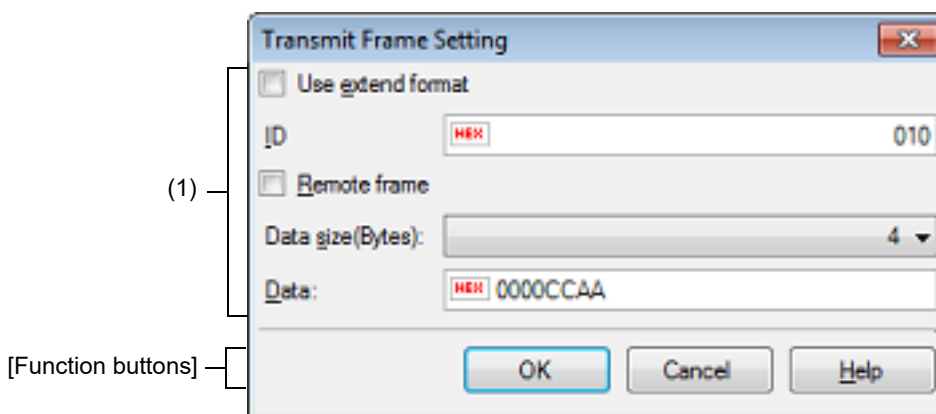 Transmit Frame Setting
Use extend format
ID HEX 010
(1)
Remote frame
Data size(Bytes): 4
Data: HEX 0000CCAA
[Function buttons]
OK Cancel Help